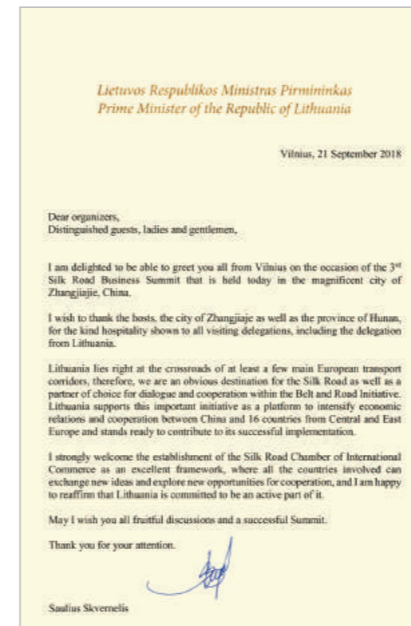 Lietuvos Respublikos Ministras Pirmininkas
Prime Minister of the Republic of Lithuania
Vilnius, 21 September 2018
Dear organizers,
Distinguished guests, ladies and gentlemen,
I am delighted to be able to greet you all from Vilnius on the occasion of the 3rd
Silk Road Business Summit that is held today in the magnificent city of
Zhangjiajie, China.
I wish to thank the hosts, the city of Zhangjiaje as well as the province of Hunan,
for the kind hospitality shown to all visiting delegations, including the delegation
from Lithuania.
Lithuania lies right at the crossroads of at least a few main European transport
corridors, therefore, we are an obvious destination for the Silk Road as well as a
partner of choice for dialogue and cooperation within the Belt and Road Initiative.
Lithuania supports this important initiative as a platform to intensify economic
relations and cooperation between China and 16 countries from Central and East
Europe and stands ready to contribute to its successful implementation.
I strongly welcome the establishment of the Silk Road Chamber of International
Commerce as an excellent framework, where all the countries involved can
exchange new ideas and explore new opportunities for cooperation, and I am happy
to reaffirm that Lithuania is committed to be an active part of it.
May I wish you all fruitful discussions and a successful Summit.
Thank you for your attention.
Saulius Skvernelis